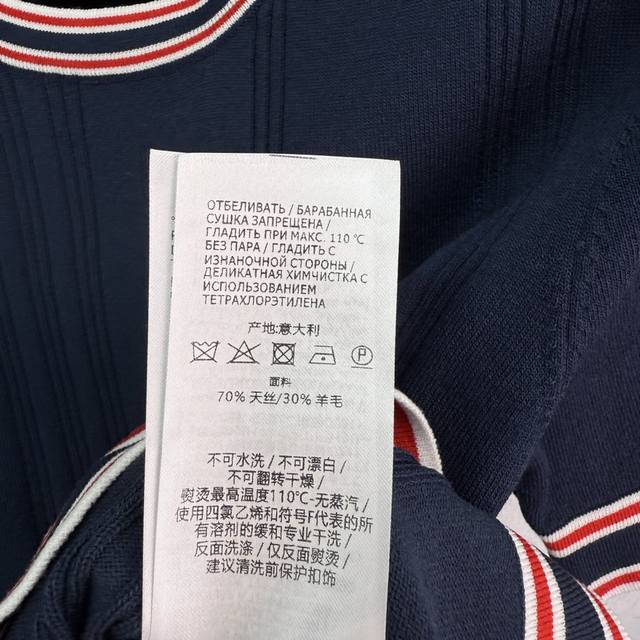 ОТБЕЛИВАТЬ / БАРАБАННАЯ
СУШКА ЗАПРЕЩЕНА /
ГЛАДИТЬ ПРИ МАКС. 110 ℃
БЕЗ ПАРА / ГЛАДИТЬ С
ИЗНАНОЧНОЙ СТОРОНЫ /
ДЕЛИКАТНАЯ ХИМЧИСТКА С
ИСПОЛЬЗОВАНИЕМ
ТЕТРАХЛОРЭТИЛЕНА
产地:意大利
P
面料
70% 天丝/30% 羊毛
不可水洗 / 不可漂白 /
不可翻转干燥 /
熨烫最高温度110℃-无蒸汽 /
使用四氯乙烯和符号F代表的所
有溶剂的缓和专业干洗 /
反面洗涤 / 仅反面熨烫 /
建议清洗前保护扣饰